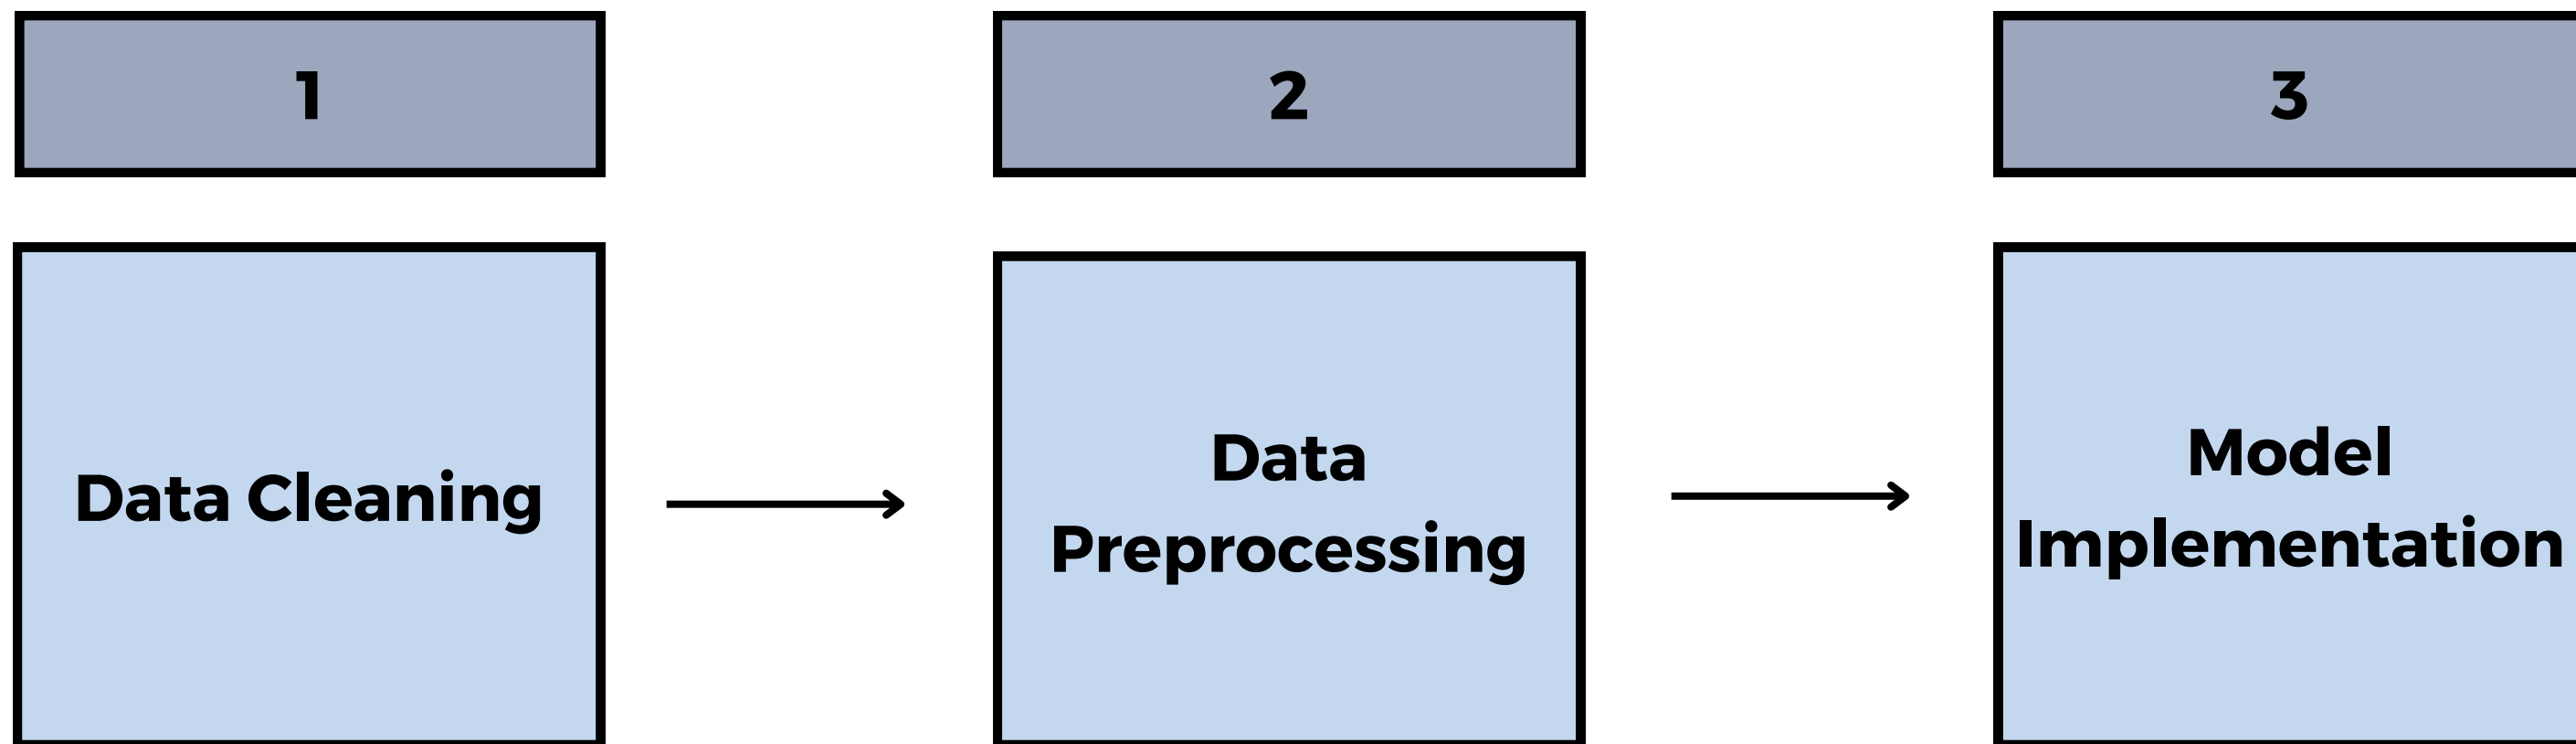 1
2
3
Data Cleaning
Data
Preprocessing
Model
Implementation